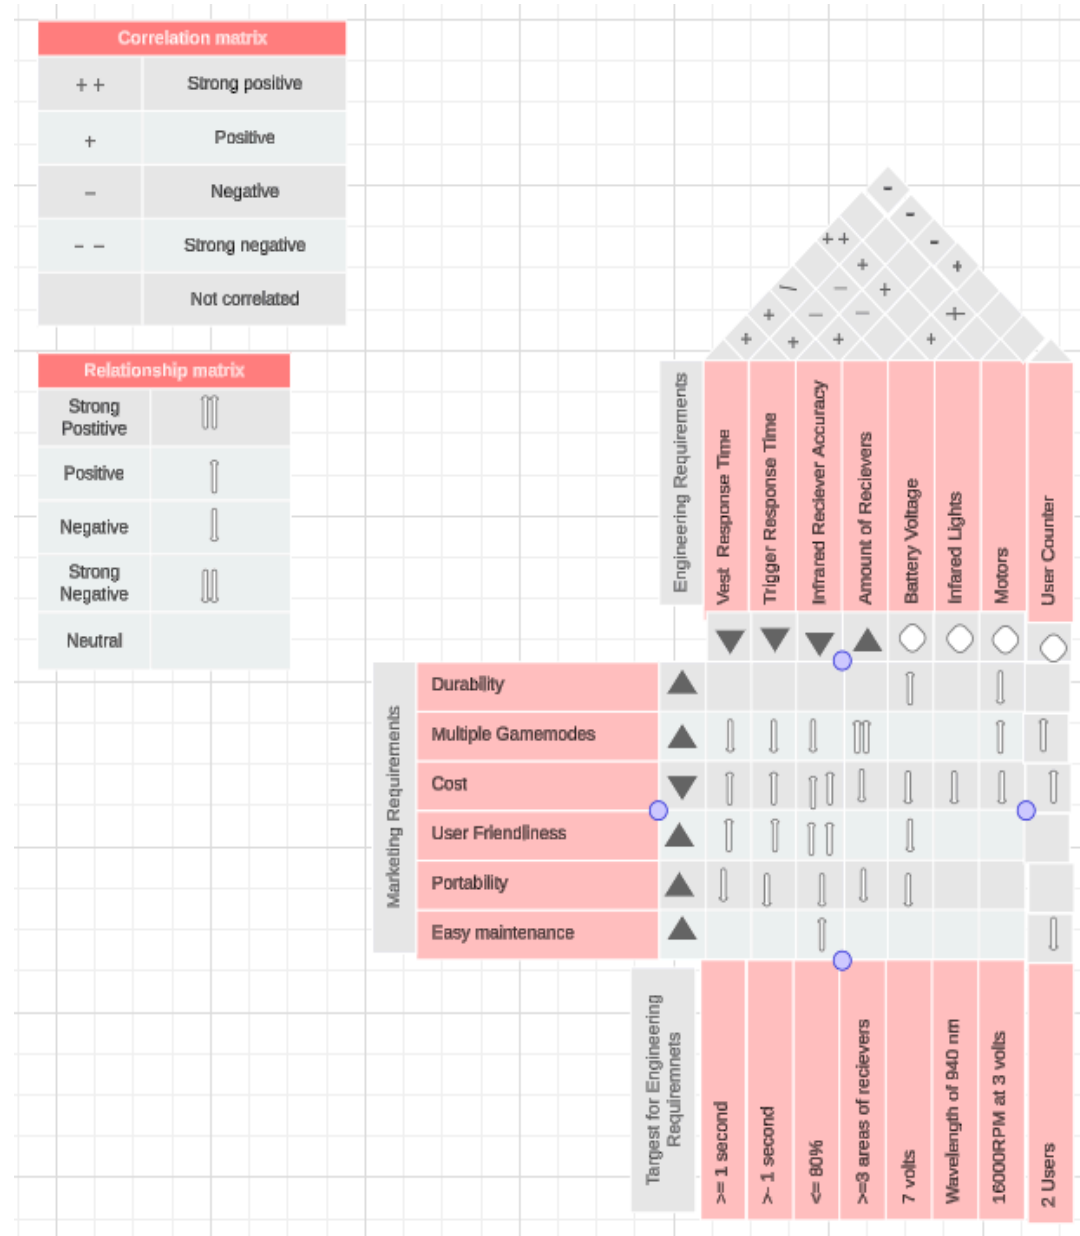 Correlation matrix
++ Strong positive
+ Positive
− Negative
− − Strong negative
Not correlated
Relationship matrix
Strong
Postitive
Positive
Negative
Strong
Negative
Neutral
-
-
++ -
+ +
– +
+ – – +
+ + + +
Engineering Requirements
Vest Response Time
Trigger Response Time
Infrared Reciever Accuracy
Amount of Recievers
Battery Voltage
Infared Lights
Motors
User Counter
Marketing Requirements
Durability
Multiple Gamemodes
Cost
User Friendliness
Portability
Easy maintenance
Targest for Engineering
Requiremnets
>= 1 second
>- 1 second
<= 80%
>=3 areas of recievers
7 volts
Wavelength of 940 nm
16000RPM at 3 volts
2 Users